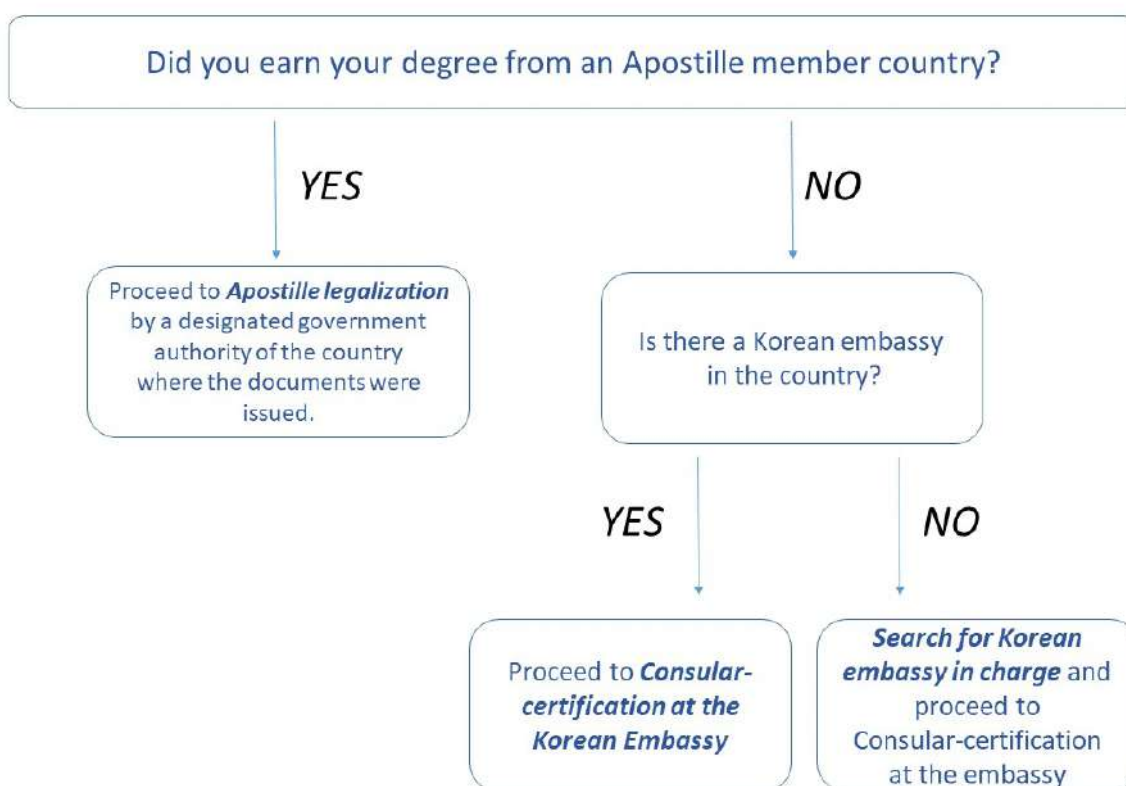 Did you earn your degree from an Apostille member country?
YES
NO
Proceed to Apostille legalization
by a designated government
authority of the country
where the documents were
issued.
Is there a Korean embassy
in the country?
YES
NO
Proceed to Consular-
certification at the
Korean Embassy
Search for Korean
embassy in charge and
proceed to
Consular-certification
at the embassy